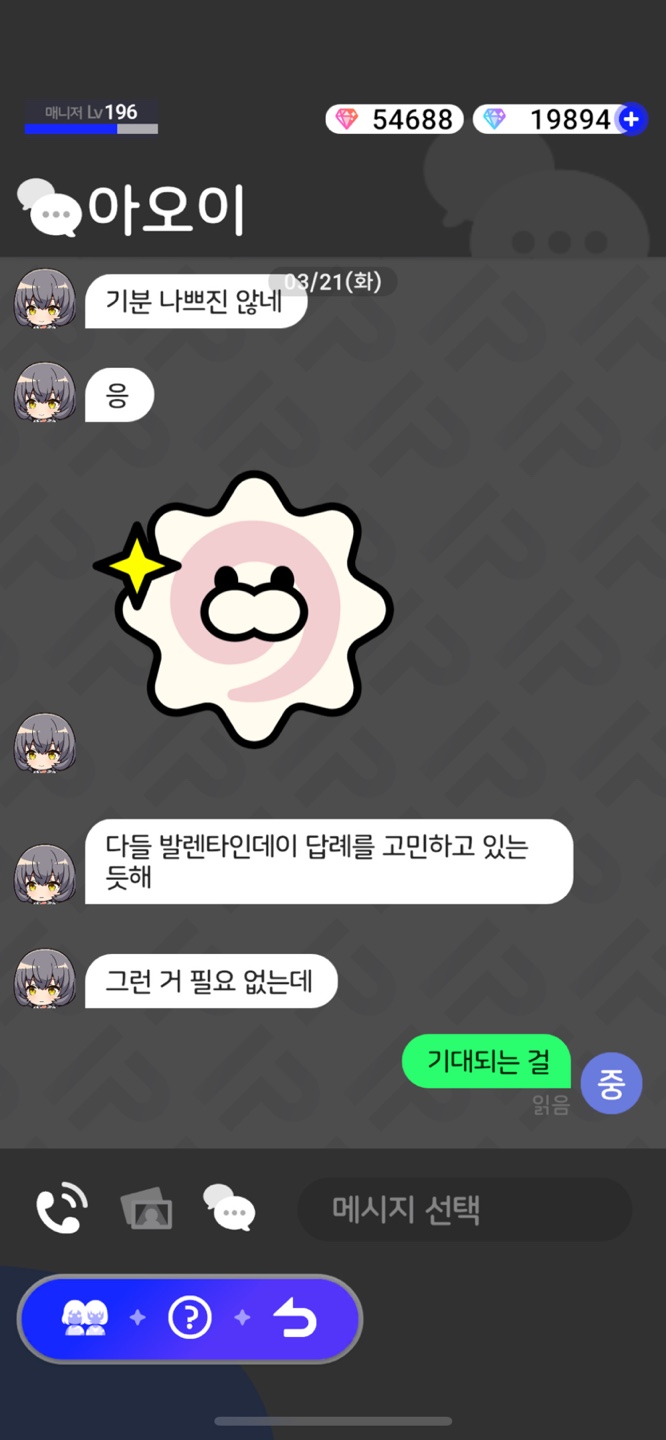 매니저 Lv196
54688
19894
아오이
03/21(화)
기분 나쁘진 않네
응
다들 발렌타인데이 답례를 고민하고 있는
듯해
그런 거 필요 없는데
기대되는 걸
중
읽음
메시지 선택